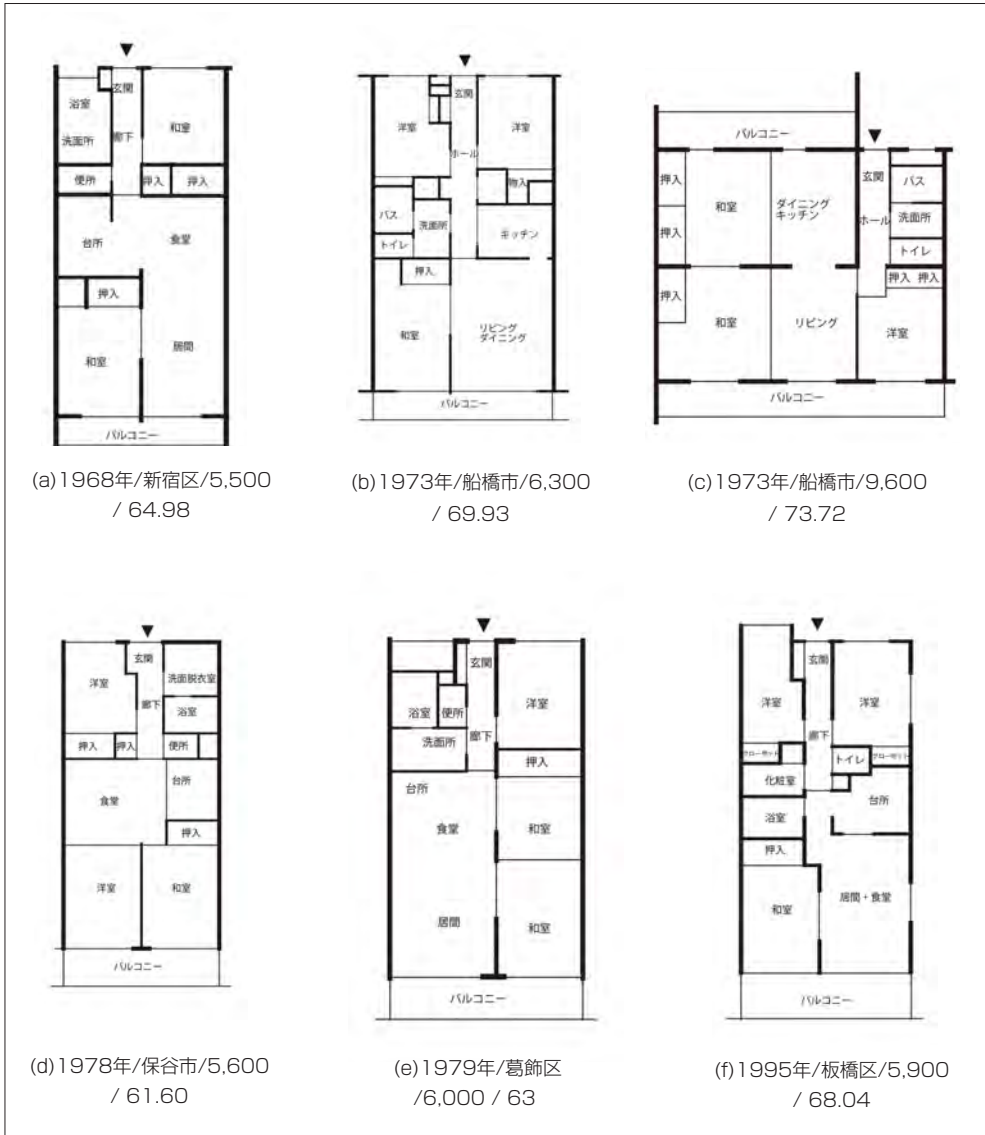 玄関
浴室
和室
洗面所
廊下
便所
押入
押入
台所
食堂
押入
和室
居間
バルコニー
(a)1968年/新宿区/5,500
/ 64.98
玄関
洋室
洋室
ホール
物入
バス
洗面所
キッチン
トイレ
押入
和室
リビング
ダイニング
バルコニー
(b)1973年/船橋市/6,300
/ 69.93
バルコニー
押入
和室
ダイニング
キッチン
玄関
バス
ホール
洗面所
押入
トイレ
押入
押入 押入
和室
リビング
洋室
バルコニー
(c)1973年/船橋市/9,600
/ 73.72
玄関
洋室
洗面脱衣室
廊下
浴室
押入
押入
便所
台所
食堂
押入
洋室
和室
バルコニー
(d)1978年/保谷市/5,600
/ 61.60
玄関
洋室
浴室
便所
洗面所
廊下
押入
台所
食堂
和室
居間
和室
バルコニー
(e)1979年/葛飾区
/6,000 / 63
玄関
洋室
洋室
廊下
クローゼット
トイレ
クローゼット
化粧室
台所
浴室
押入
居間・食堂
和室
バルコニー
(f)1995年/板橋区/5,900
/ 68.04